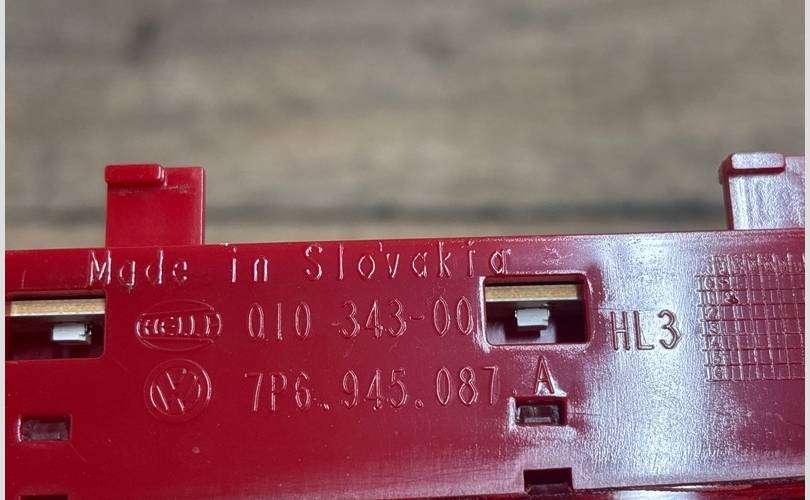 Made in Slovakia
HELLA 010 343-00 HL3
7P6.945.087.A